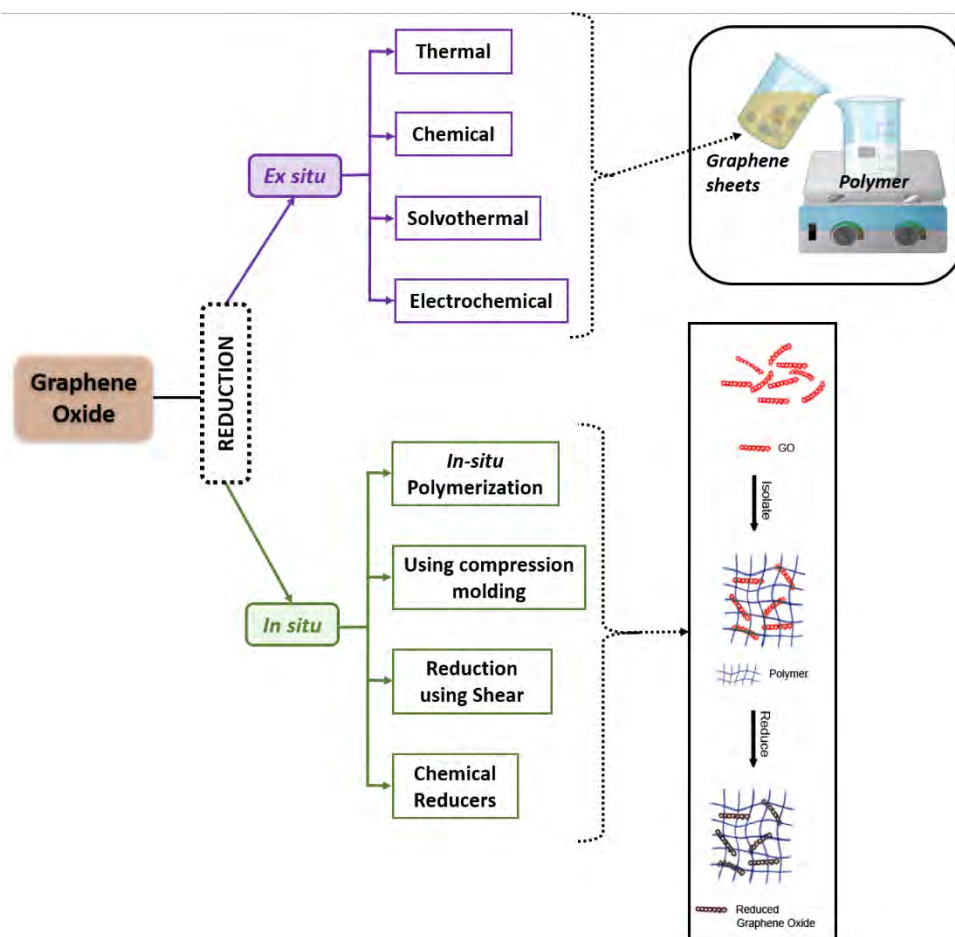 Thermal
Chemical
Ex situ
Solvothermal
Electrochemical
Graphene
sheets
Polymer
REDUCTION
Graphene
Oxide
In-situ
Polymerization
Using compression
molding
In situ
Reduction
using Shear
Chemical
Reducers
GO
Isolate
Polymer
Reduce
Reduced
Graphene Oxide